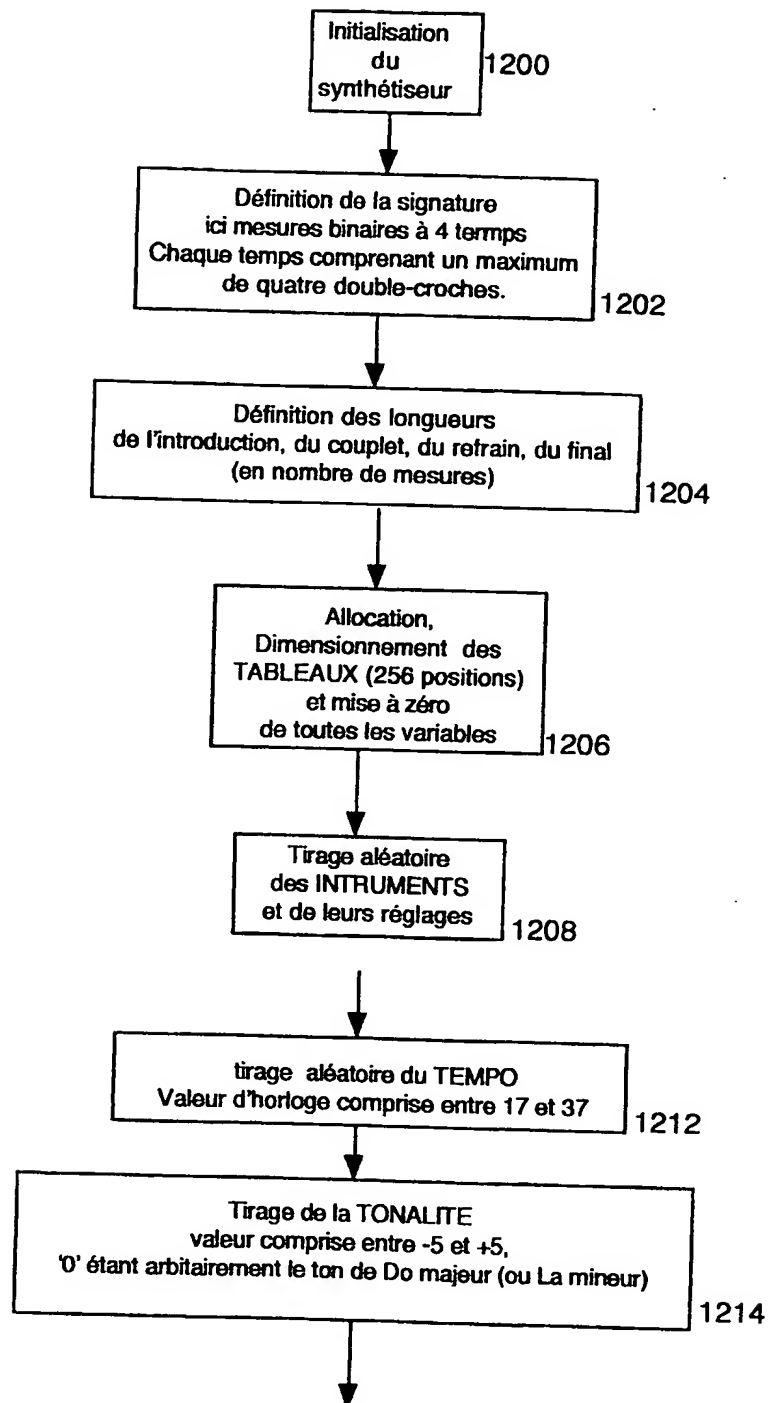 Initialisation
du
synthétiseur
1200
Définition de la signature
ici mesures binaires à 4 termps
Chaque temps comprenant un maximum
de quatre double-croches.
1202
Définition des longueurs
de l'introduction, du couplet, du refrain, du final
(en nombre de mesures)
1204
Allocation,
Dimensionnement des
TABLEAUX (256 positions)
et mise à zéro
de toutes les variables
1206
Tirage aléatoire
des INTRUMENTS
et de leurs réglages
1208
tirage aléatoire du TEMPO
Valeur d'horloge comprise entre 17 et 37
1212
Tirage de la TONALITE
valeur comprise entre -5 et +5,
'0' étant arbitairement le ton de Do majeur (ou La mineur)
1214